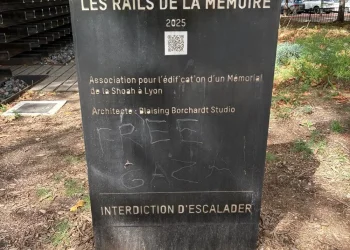 LES RAILS DE LA MÉMOIRE
2025
Association pour l'édification d'un Mémorial
de la Shoah à Lyon
Architecte : Blaising Borchardt Studio
FREE
GAZA
INTERDICTION D'ESCALADER